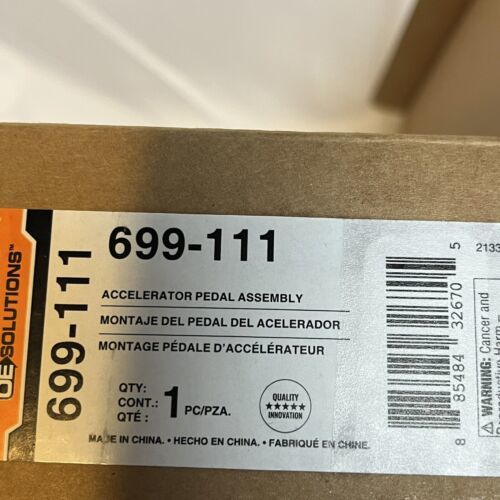 OE SOLUTIONS™
699-111
699-111
ACCELERATOR PEDAL ASSEMBLY
MONTAJE DEL PEDAL DEL ACELERADOR
MONTAGE PÉDALE D'ACCÉLÉRATEUR
QTY:
CONT.:
QTÉ :
1 PC/PZA.
QUALITY
★★★★★
INNOVATION
MADE IN CHINA. • HECHO EN CHINA. • FABRIQUÉ EN CHINE.
8 85484 32670 5
2133
⚠ WARNING: Cancer and